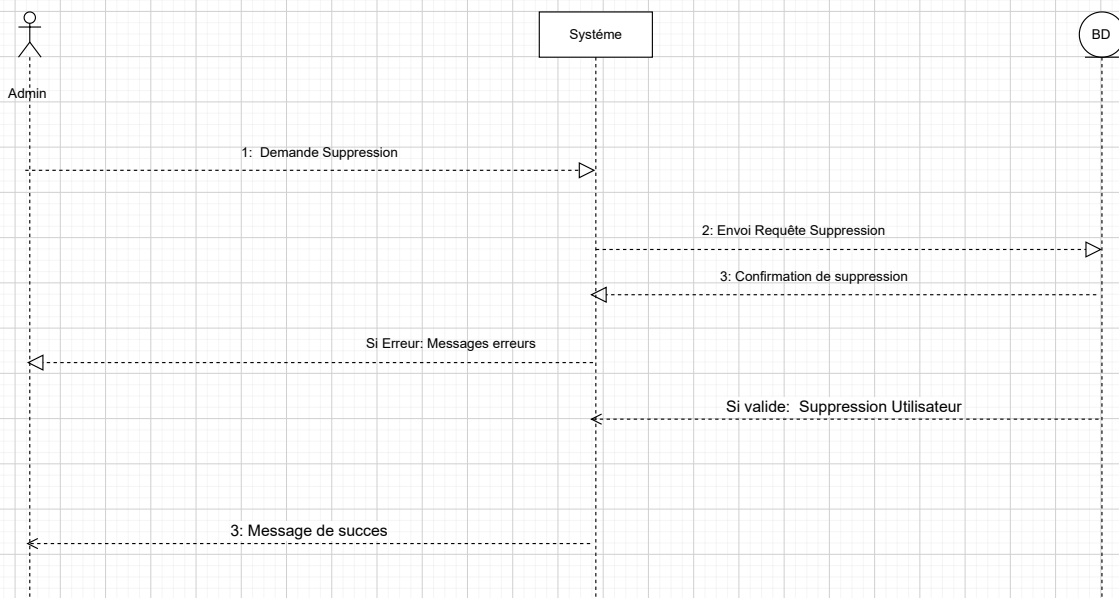 Systéme
BD
Admin
1:  Demande Suppression
2: Envoi Requête Suppression
3: Confirmation de suppression
Si Erreur: Messages erreurs
Si valide:  Suppression Utilisateur
3: Message de succes